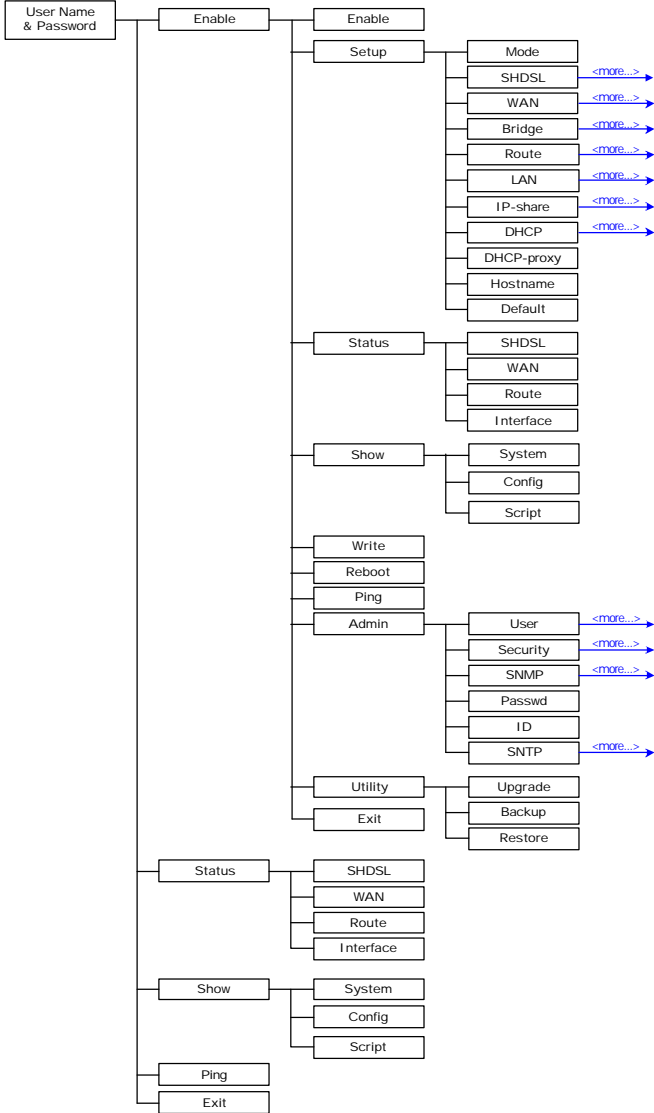 User Name
& Password
Enable
Enable
Setup
Mode
SHDSL
<more...>
WAN
<more...>
Bridge
<more...>
Route
<more...>
LAN
<more...>
IP-share
<more...>
DHCP
<more...>
DHCP-proxy
Hostname
Default
Status
SHDSL
WAN
Route
Interface
Show
System
Config
Script
Write
Reboot
Ping
Admin
User
<more...>
Security
<more...>
SNMP
<more...>
Passwd
ID
SNTP
<more...>
Utility
Upgrade
Backup
Restore
Exit
Status
SHDSL
WAN
Route
Interface
Show
System
Config
Script
Ping
Exit